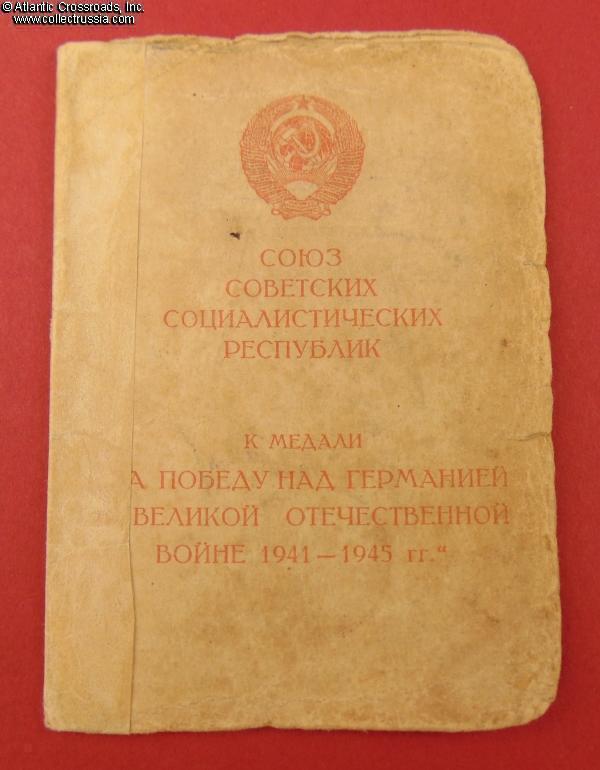 © Atlantic Crossroads, Inc.
www.collectrussia.com
СОЮЗ
СОВЕТСКИХ
СОЦИАЛИСТИЧЕСКИХ
РЕСПУБЛИК
К МЕДАЛИ
А ПОБЕДУ НАД ГЕРМАНИЕЙ
ВЕЛИКОЙ ОТЕЧЕСТВЕННОЙ
ВОЙНЕ 1941—1945 гг.“